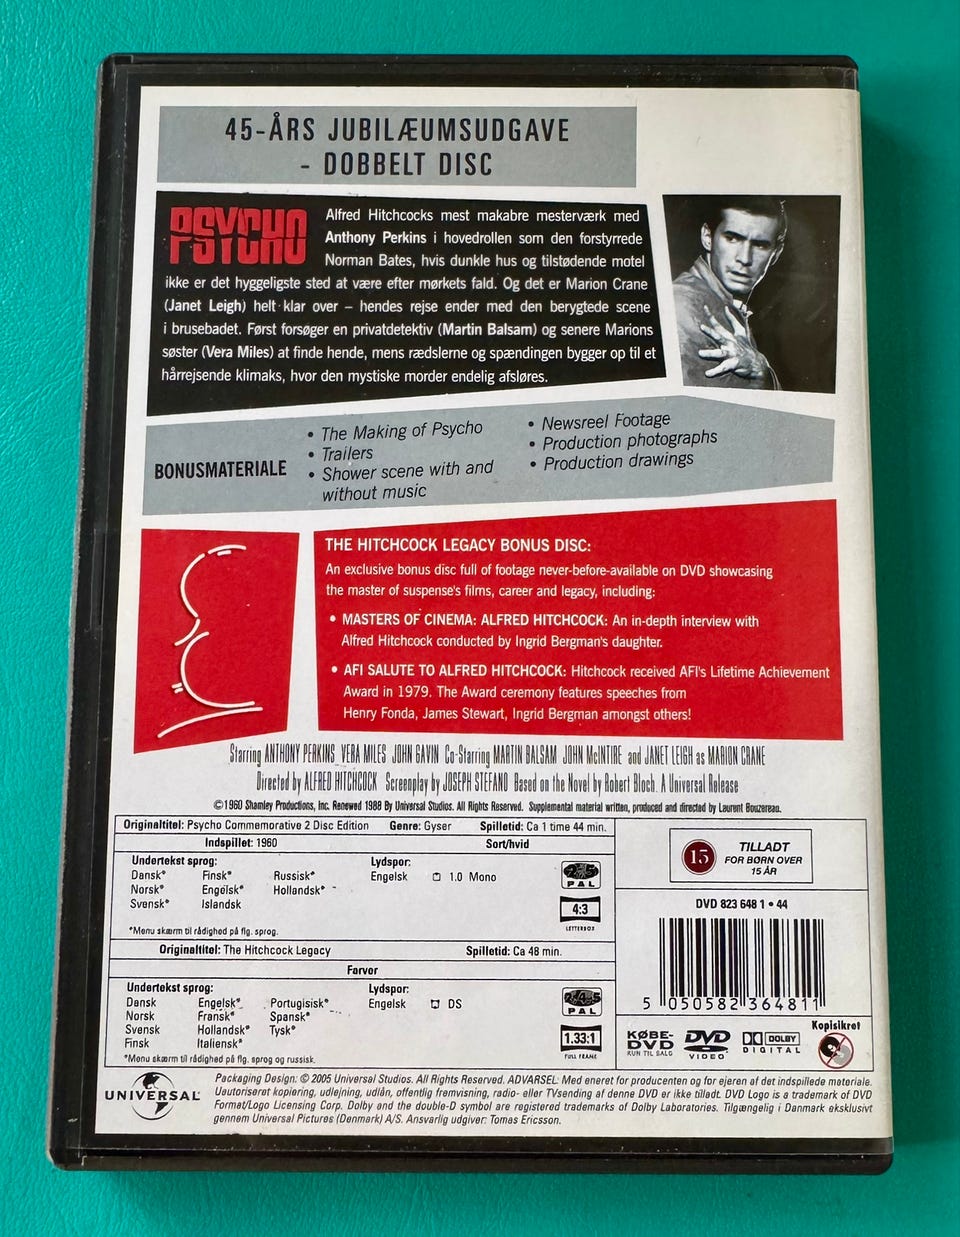 45-ÅRS JUBILÆUMSUDGAVE
- DOBBELT DISC
PSYCHO
Alfred Hitchcocks mest makabre mesterværk med
Anthony Perkins i hovedrollen som den forstyrrede
Norman Bates, hvis dunkle hus og tilstødende motel
ikke er det hyggeligste sted at være efter mørkets fald. Og det er Marion Crane
(Janet Leigh) helt klar over – hendes rejse ender med den berygtede scene
i brusebadet. Først forsøger en privatdetektiv (Martin Balsam) og senere Marions
søster (Vera Miles) at finde hende, mens rædslerne og spændingen bygger op til et
hårrejsende klimaks, hvor den mystiske morder endelig afsløres.
BONUSMATERIALE
• The Making of Psycho
• Trailers
• Shower scene with and
without music
• Newsreel Footage
• Production photographs
• Production drawings
THE HITCHCOCK LEGACY BONUS DISC:
An exclusive bonus disc full of footage never-before-available on DVD showcasing
the master of suspense's films, career and legacy, including:
• MASTERS OF CINEMA: ALFRED HITCHCOCK: An in-depth interview with
Alfred Hitchcock conducted by Ingrid Bergman's daughter.
• AFI SALUTE TO ALFRED HITCHCOCK: Hitchcock received AFI's Lifetime Achievement
Award in 1979. The Award ceremony features speeches from
Henry Fonda, James Stewart, Ingrid Bergman amongst others!
Starring ANTHONY PERKINS VERA MILES JOHN GAVIN Co-Starring MARTIN BALSAM JOHN McINTIRE and JANET LEIGH as MARION CRANE
Directed by ALFRED HITCHCOCK Screenplay by JOSEPH STEFANO Based on the Novel by Robert Bloch. A Universal Release
©1960 Shamley Productions, Inc. Renewed 1988 By Universal Studios. All Rights Reserved. Supplemental material written, produced and directed by Laurent Bouzereau.
Originaltitel: Psycho Commemorative 2 Disc Edition Genre: Gyser Spilletid: Ca 1 time 44 min.
Indspillet: 1960 Sort/hvid
Undertekst sprog: Lydspor:
Dansk* Finsk* Russisk* Engelsk 1.0 Mono
Norsk* Engelsk* Hollandsk*
Svensk* Islandsk
*Menu skærm til rådighed på flg. sprog.
PAL
4:3
LETTERBOX
Originaltitel: The Hitchcock Legacy Spilletid: Ca 48 min.
Farver
Undertekst sprog: Lydspor:
Dansk Engelsk* Portugisisk* Engelsk DS
Norsk Fransk* Spansk*
Svensk Hollandsk* Tysk*
Finsk Italiensk*
*Menu skærm til rådighed på flg. sprog og russisk.
2·4·5
PAL
1.33:1
FULL FRAME
15
TILLADT
FOR BØRN OVER
15 ÅR
DVD 823 648 1 • 44
5 050582 364811
KØBE-
DVD
KUN TIL SALG
DVD
VIDEO
DOLBY
DIGITAL
Kopisikret
UNIVERSAL
Packaging Design: © 2005 Universal Studios. All Rights Reserved. ADVARSEL: Med eneret for producenten og for ejeren af det indspillede materiale.
Uautoriseret kopiering, udlejning, udlån, offentlig fremvisning, radio- eller TVsending af denne DVD er ikke tilladt. DVD Logo is a trademark of DVD
Format/Logo Licensing Corp. Dolby and the double-D symbol are registered trademarks of Dolby Laboratories. Tilgængelig i Danmark eksklusivt
gennem Universal Pictures (Denmark) A/S. Ansvarlig udgiver: Tomas Ericsson.